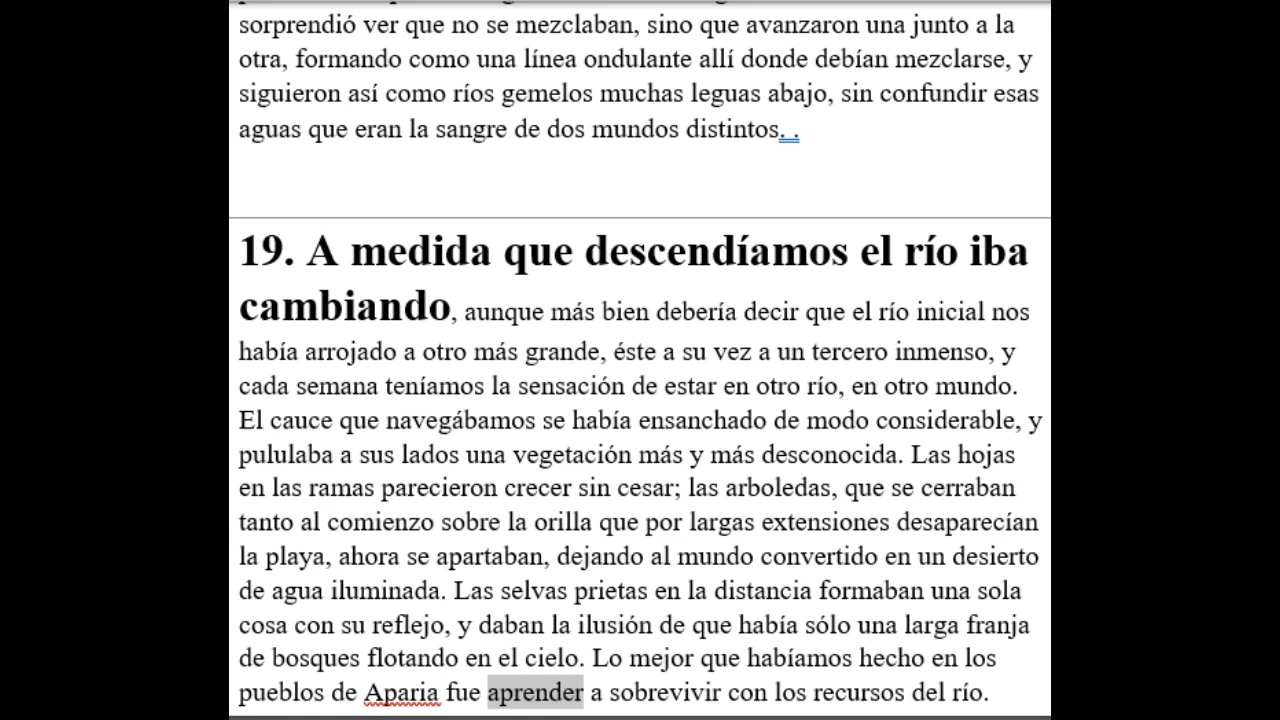 sorprendió ver que no se mezclaban, sino que avanzaron una junto a la
otra, formando como una línea ondulante allí donde debían mezclarse, y
siguieron así como ríos gemelos muchas leguas abajo, sin confundir esas
aguas que eran la sangre de dos mundos distintos. .
19. A medida que descendíamos el río iba
cambiando, aunque más bien debería decir que el río inicial nos
había arrojado a otro más grande, éste a su vez a un tercero inmenso, y
cada semana teníamos la sensación de estar en otro río, en otro mundo.
El cauce que navegábamos se había ensanchado de modo considerable, y
pululaba a sus lados una vegetación más y más desconocida. Las hojas
en las ramas parecieron crecer sin cesar; las arboledas, que se cerraban
tanto al comienzo sobre la orilla que por largas extensiones desaparecían
la playa, ahora se apartaban, dejando al mundo convertido en un desierto
de agua iluminada. Las selvas prietas en la distancia formaban una sola
cosa con su reflejo, y daban la ilusión de que había sólo una larga franja
de bosques flotando en el cielo. Lo mejor que habíamos hecho en los
pueblos de Aparia fue aprender a sobrevivir con los recursos del río.